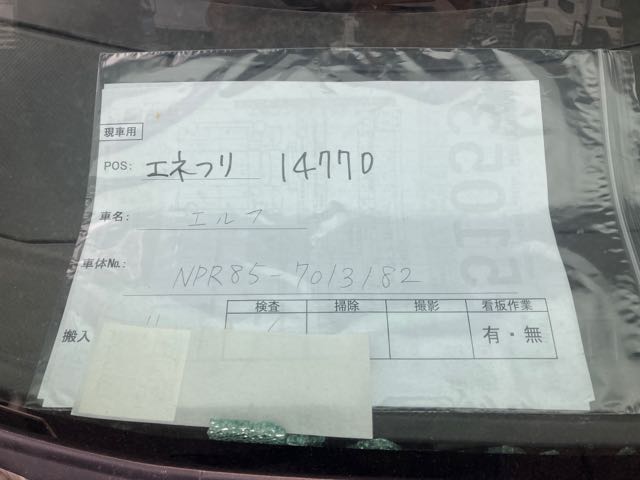 現車用
POS: エネフリ 14770
車名: エルフ
車体No.: NPR85-7013182
検査 掃除 撮影 看板作業
搬入 有・無
510553